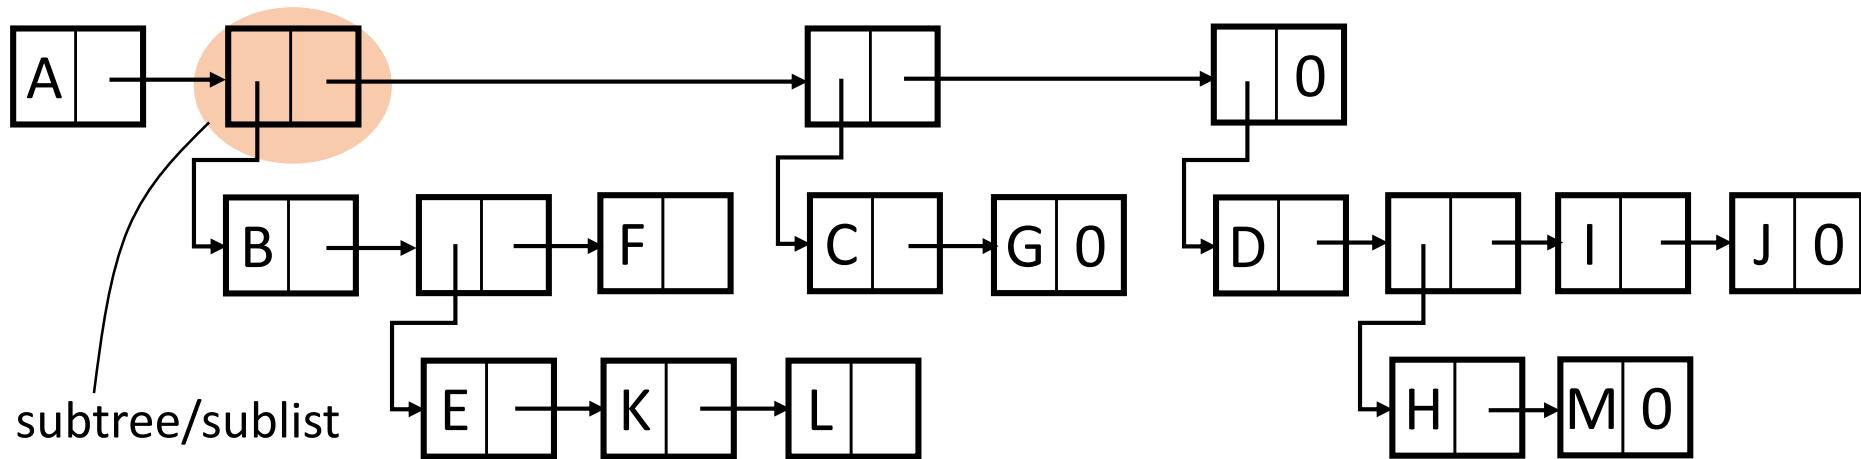 A 0
B F C G 0 D I J 0
E K L H M 0
subtree/sublist